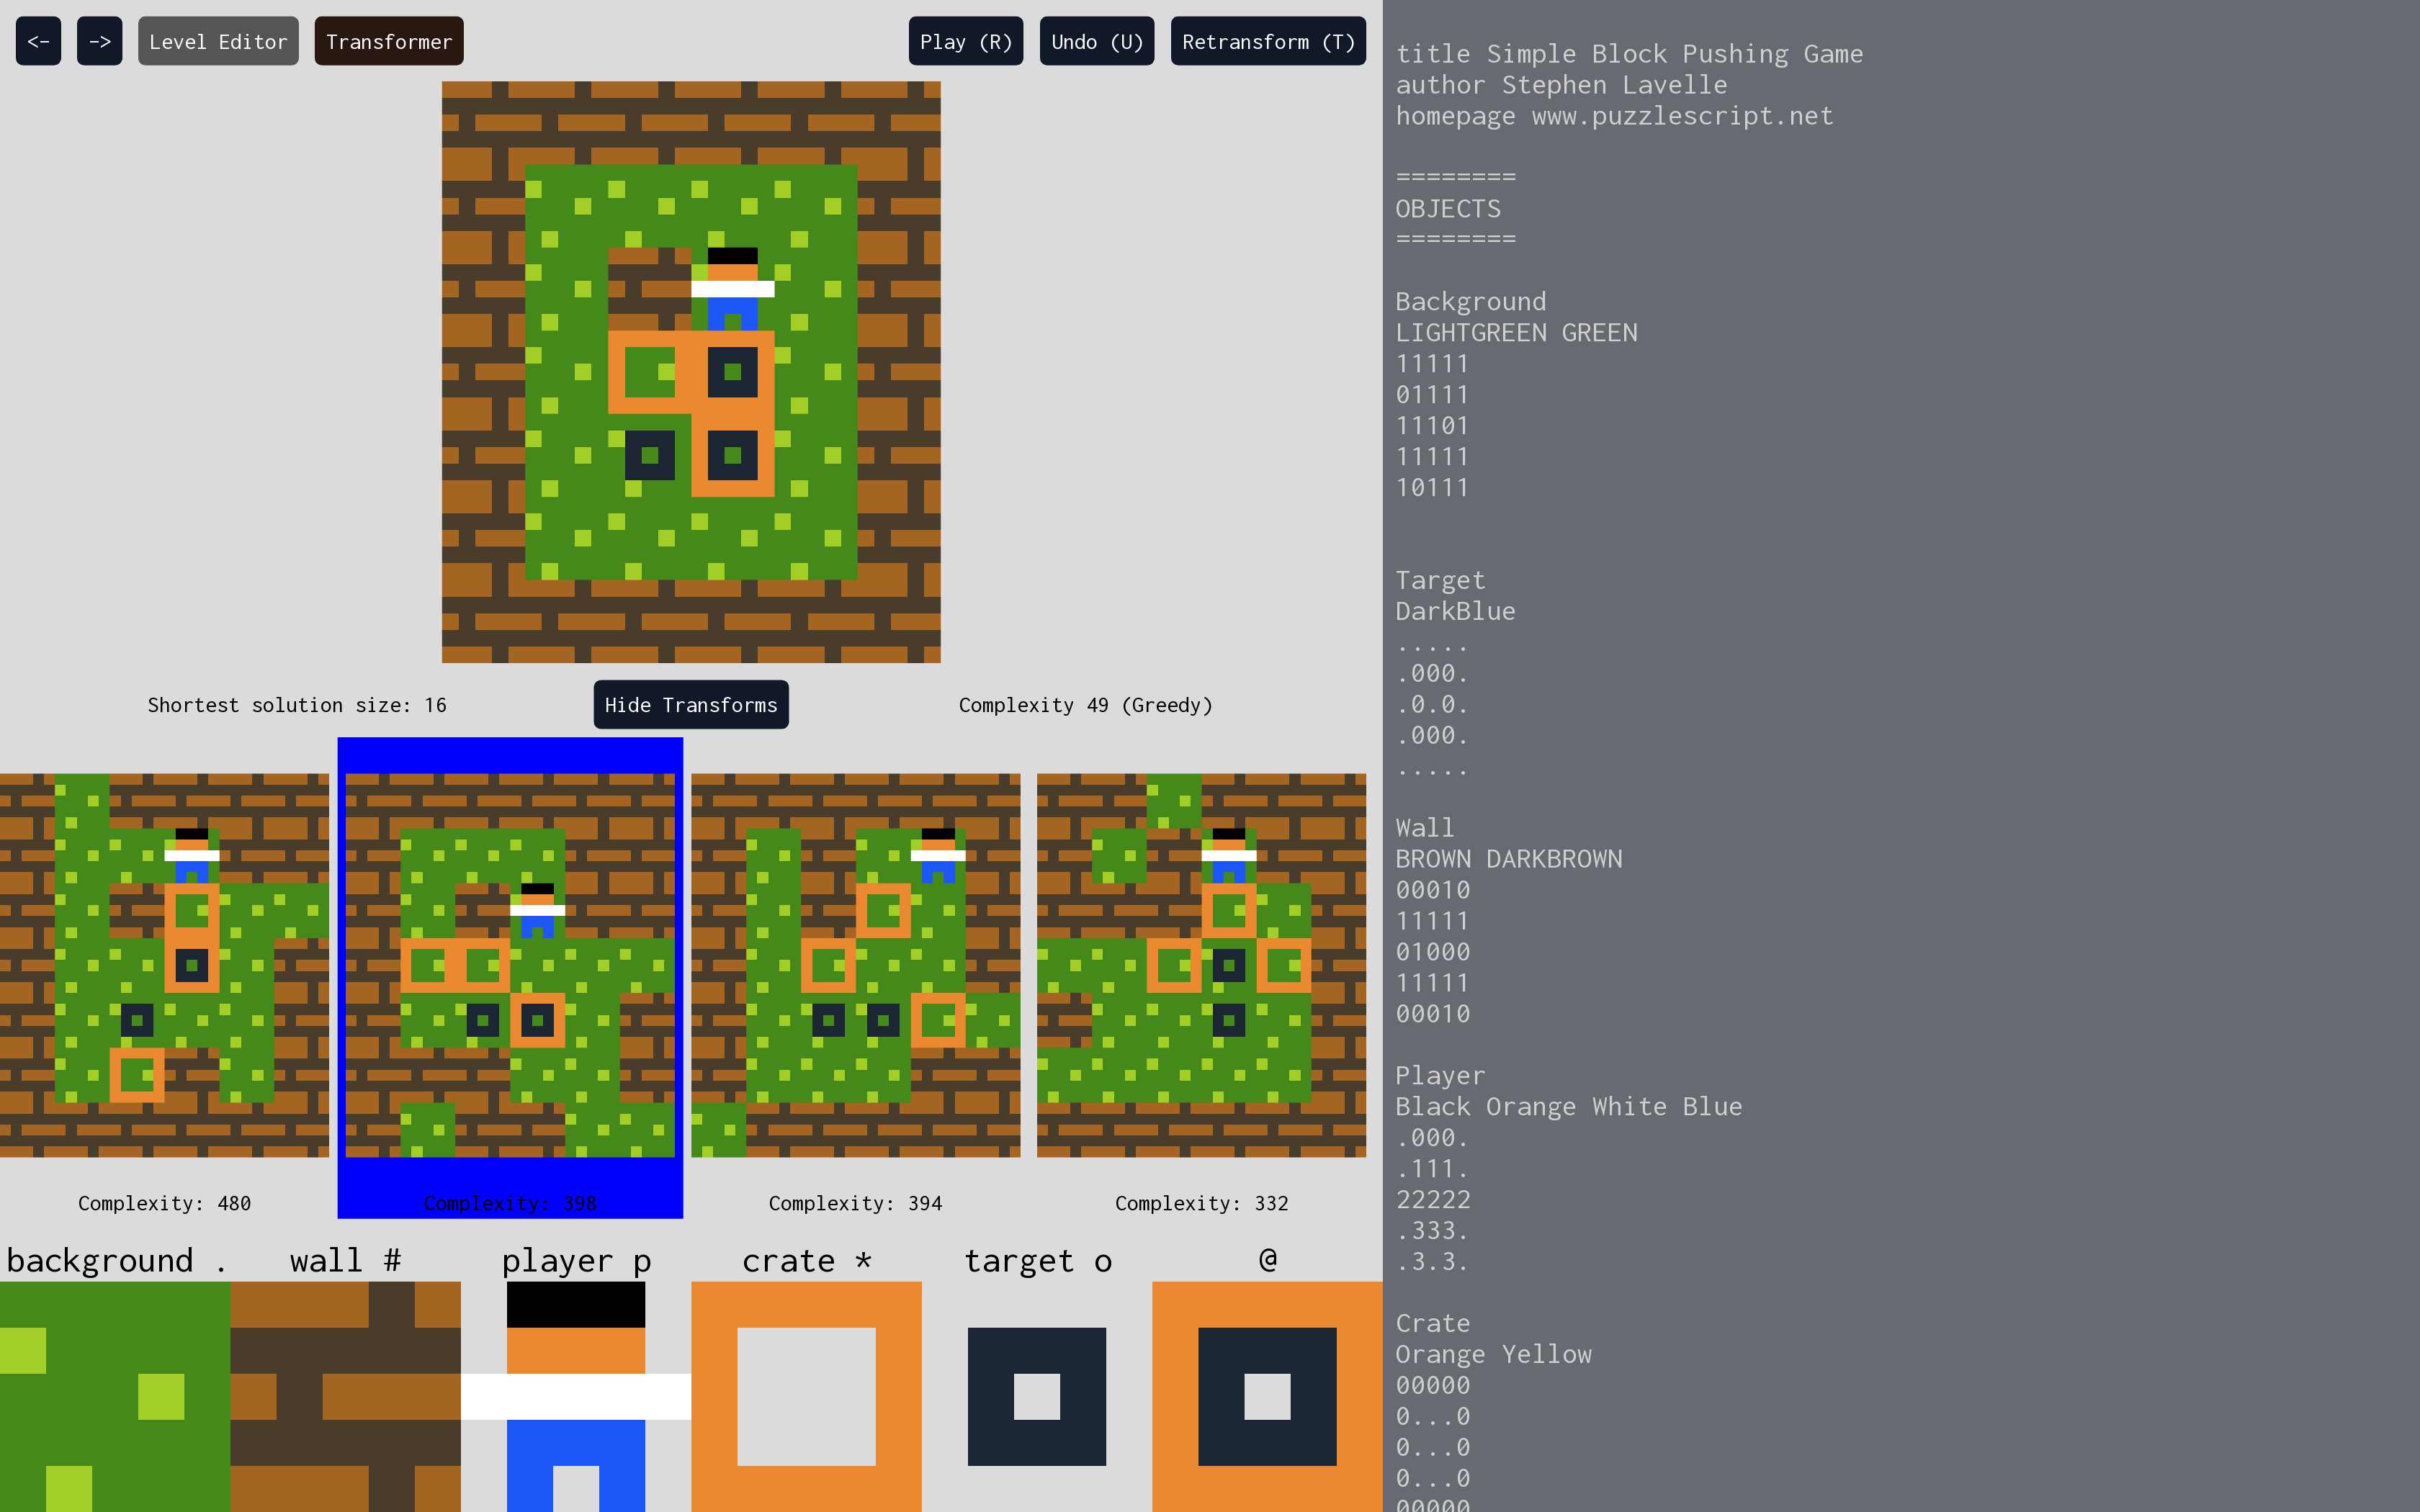 <- -> Level Editor Transformer Play (R) Undo (U) Retransform (T)
Shortest solution size: 16 Hide Transforms Complexity 49 (Greedy)
Complexity: 480 Complexity: 398 Complexity: 394 Complexity: 332
background . wall # player p crate * target o @
title Simple Block Pushing Game
author Stephen Lavelle
homepage www.puzzlescript.net
========
OBJECTS
========
Background
LIGHTGREEN GREEN
11111
01111
11101
11111
10111
Target
DarkBlue
.....
.000.
.0.0.
.000.
.....
Wall
BROWN DARKBROWN
00010
11111
01000
11111
00010
Player
Black Orange White Blue
.000.
.111.
22222
.333.
.3.3.
Crate
Orange Yellow
00000
0...0
0...0
0...0
00000